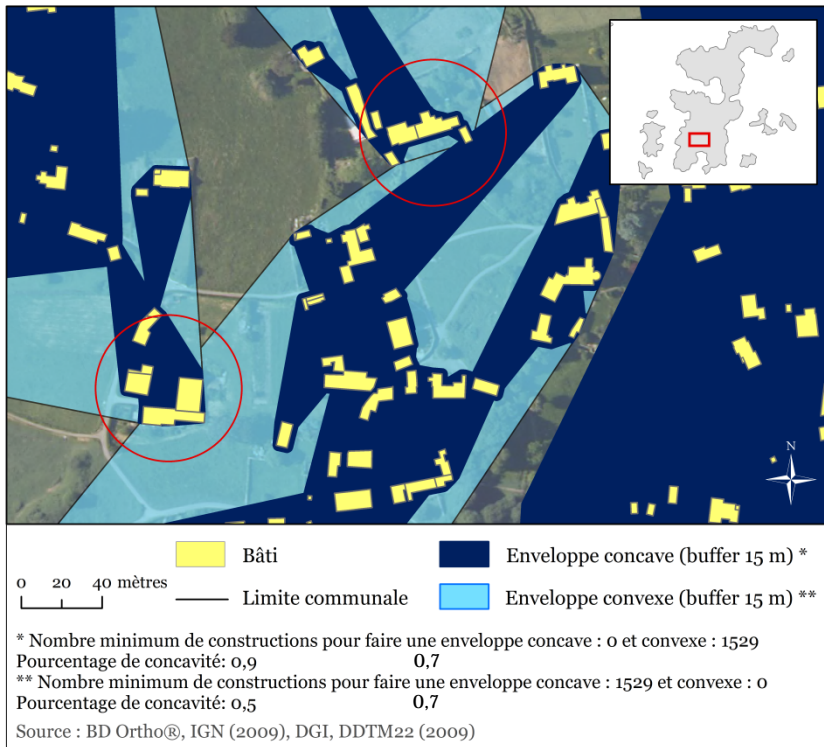 N
Bâti
Enveloppe concave (buffer 15 m) *
0 20 40 mètres
Limite communale
Enveloppe convexe (buffer 15 m) **
* Nombre minimum de constructions pour faire une enveloppe concave : 0 et convexe : 1529
Pourcentage de concavité: 0,9 0,7
** Nombre minimum de constructions pour faire une enveloppe concave : 1529 et convexe : 0
Pourcentage de concavité: 0,5 0,7
Source : BD Ortho®, IGN (2009), DGI, DDTM22 (2009)